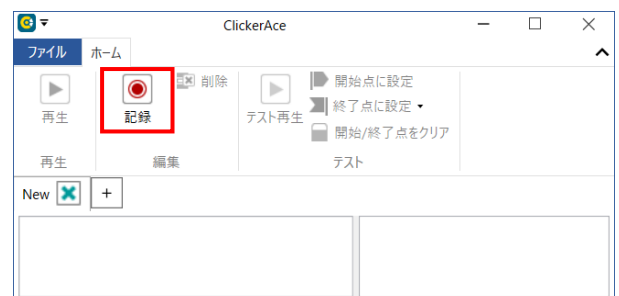 ClickerAce
ファイル ホーム
再生
記録
削除
テスト再生
開始点に設定
終了点に設定
開始/終了点をクリア
再生 編集 テスト
New +